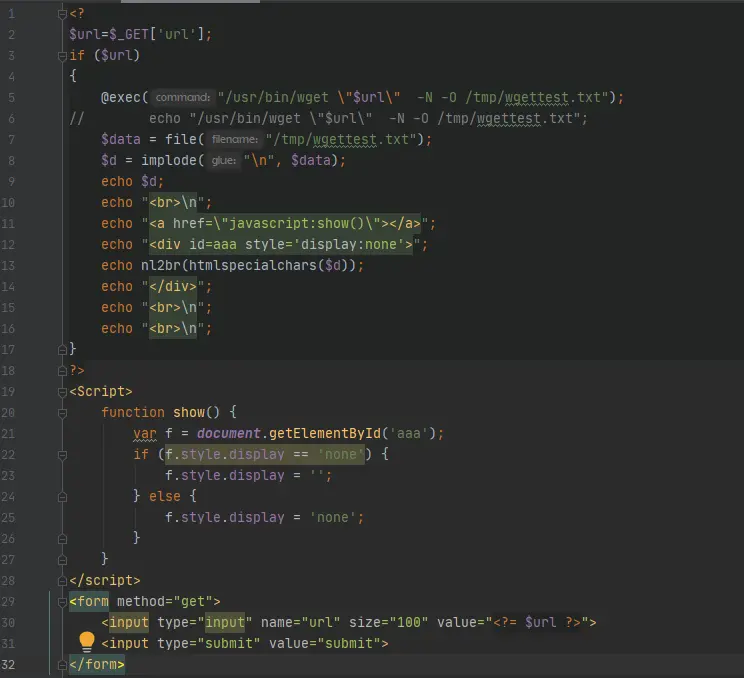 1 <?
2 $url=$_GET['url'];
3 if ($url)
4 {
5 @exec( command: "/usr/bin/wget \"$url\"  -N -O /tmp/wgettest.txt");
6 //        echo "/usr/bin/wget \"$url\"  -N -O /tmp/wgettest.txt";
7 $data = file( filename: "/tmp/wgettest.txt");
8 $d = implode( glue: "\n", $data);
9 echo $d;
10 echo "<br>\n";
11 echo "<a href=\"javascript:show()\"></a>";
12 echo "<div id=aaa style='display:none'>";
13 echo nl2br(htmlspecialchars($d));
14 echo "</div>";
15 echo "<br>\n";
16 echo "<br>\n";
17 }
18 ?>
19 <Script>
20 function show() {
21 var f = document.getElementById('aaa');
22 if (f.style.display == 'none') {
23 f.style.display = '';
24 } else {
25 f.style.display = 'none';
26 }
27 }
28 </script>
29 <form method="get">
30 <input type="input" name="url" size="100" value="<?= $url ?>">
31 <input type="submit" value="submit">
32 </form>